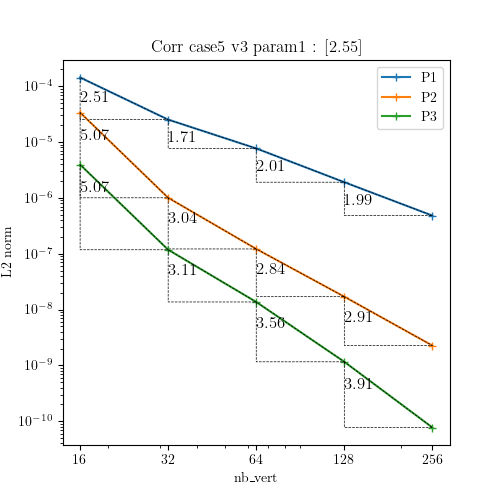 Corr case5 v3 param1 : [2.55]
P1
P2
P3
10⁻⁴
10⁻⁵
10⁻⁶
10⁻⁷
10⁻⁸
10⁻⁹
10⁻¹⁰
L2 norm
2.51
1.71
2.01
1.99
5.07
3.04
2.84
2.91
5.07
3.11
3.56
3.91
16 32 64 128 256
nb_vert